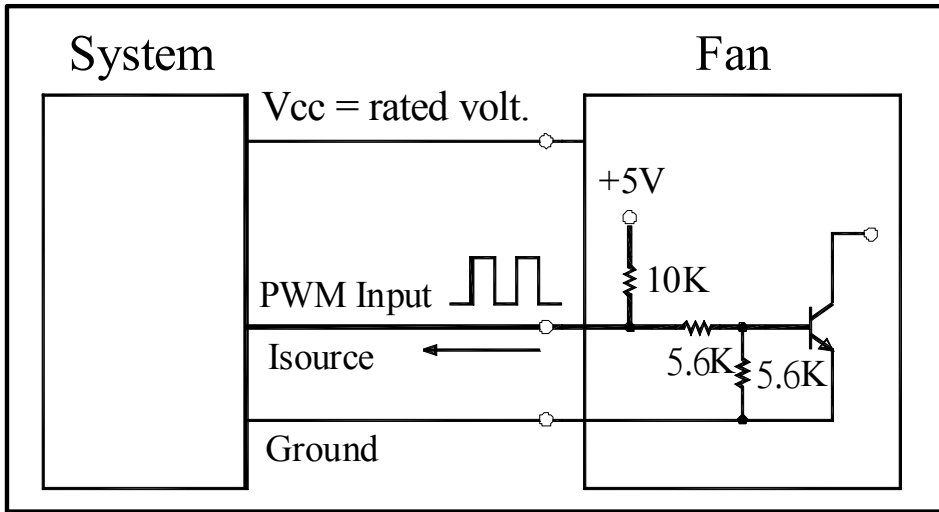 System
Fan
Vcc = rated volt.
+5V
10K
PWM Input
Isource
5.6K
5.6K
Ground